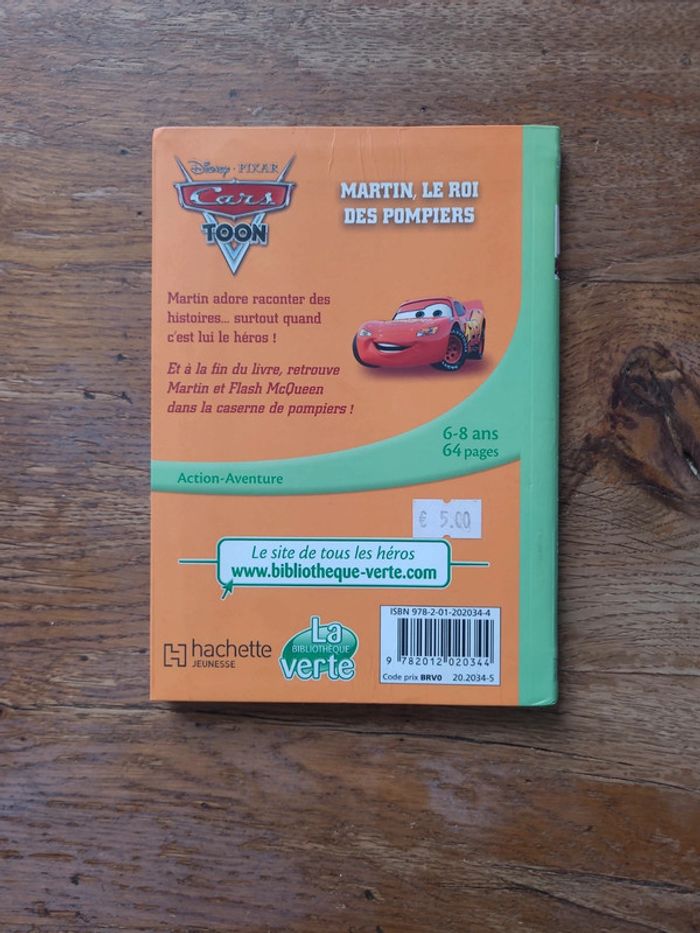 Disney · PIXAR
Cars
TOON
MARTIN, LE ROI
DES POMPIERS
Martin adore raconter des
histoires... surtout quand
c'est lui le héros !
Et à la fin du livre, retrouve
Martin et Flash McQueen
dans la caserne de pompiers !
6-8 ans
64 pages
Action-Aventure
€ 5.00
Le site de tous les héros
www.bibliotheque-verte.com
hachette
JEUNESSE
La
BIBLIOTHÈQUE
verte
ISBN 978-2-01-202034-4
9 782012 020344
Code prix BRV0 20.2034-5